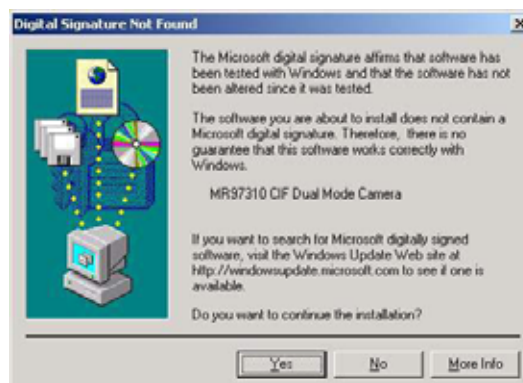 Digital Signature Not Found
The Microsoft digital signature affirms that software has
been tested with Windows and that the software has not
been altered since it was tested.
The software you are about to install does not contain a
Microsoft digital signature. Therefore, there is no
guarantee that this software works correctly with
Windows.
MR97310 CIF Dual Mode Camera
If you want to search for Microsoft digitally signed
software, visit the Windows Update Web site at
http://windowsupdate.microsoft.com to see if one is
available.
Do you want to continue the installation?
Yes
No
More Info